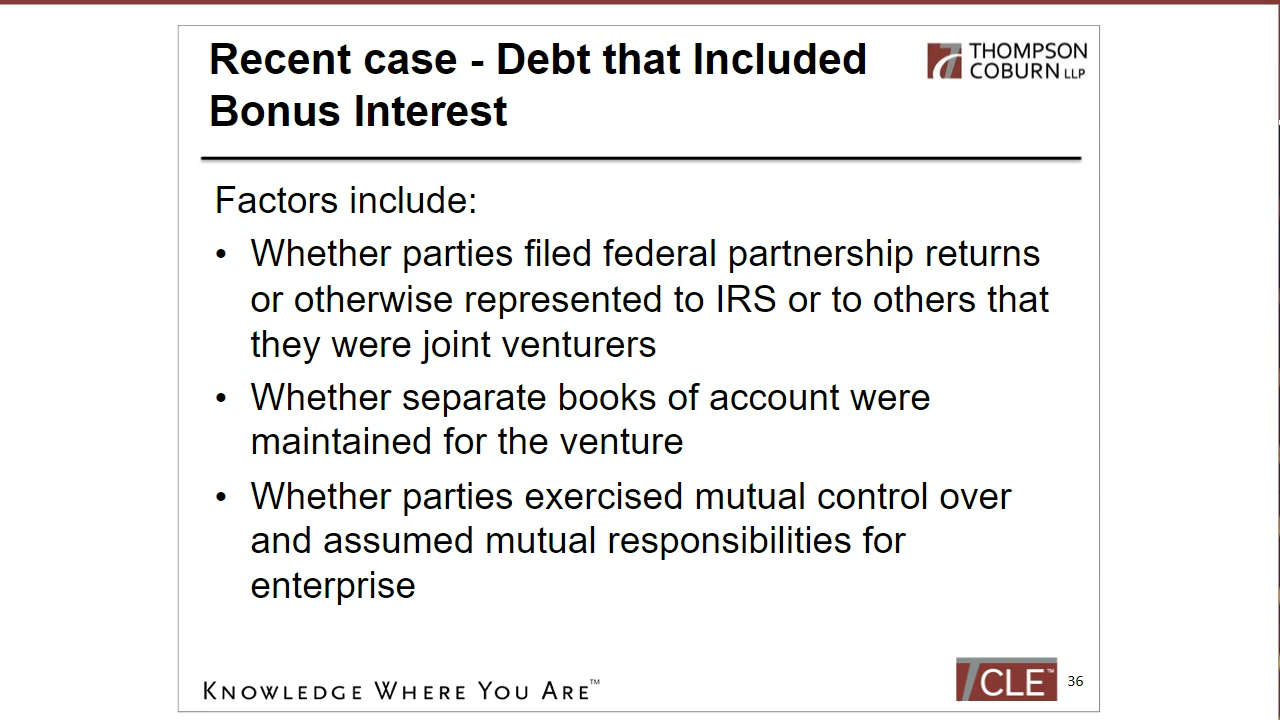 Recent case - Debt that Included
Bonus Interest
THOMPSON
COBURN LLP
Factors include:
• Whether parties filed federal partnership returns
or otherwise represented to IRS or to others that
they were joint venturers
• Whether separate books of account were
maintained for the venture
• Whether parties exercised mutual control over
and assumed mutual responsibilities for
enterprise
KNOWLEDGE WHERE YOU ARE™
TCLE™
36